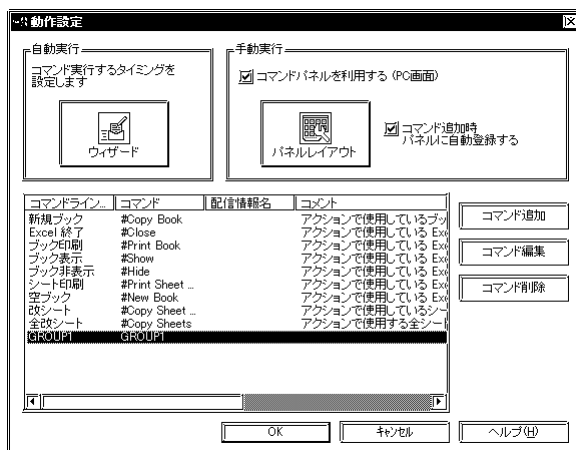 動作設定
自動実行
コマンド実行するタイミングを
設定します
ウィザード
手動実行
コマンドパネルを利用する (PC画面)
パネルレイアウト
コマンド追加時
パネルに自動登録する
コマンドライン... コマンド 配信情報名 コメント
新規ブック #Copy Book アクションで使用しているブッ
Excel 終了 #Close アクションで使用している Exc
ブック印刷 #Print Book アクションで使用している Exc
ブック表示 #Show アクションで使用している Exc
ブック非表示 #Hide アクションで使用している Exc
シート印刷 #Print Sheet ... アクションで使用している Exc
空ブック #New Book アクションで使用している Exc
改シート #Copy Sheet ... アクションで使用しているシー
全改シート #Copy Sheets アクションで使用する全シート
GROUP1 GROUP1
コマンド追加
コマンド編集
コマンド削除
OK キャンセル ヘルプ(H)